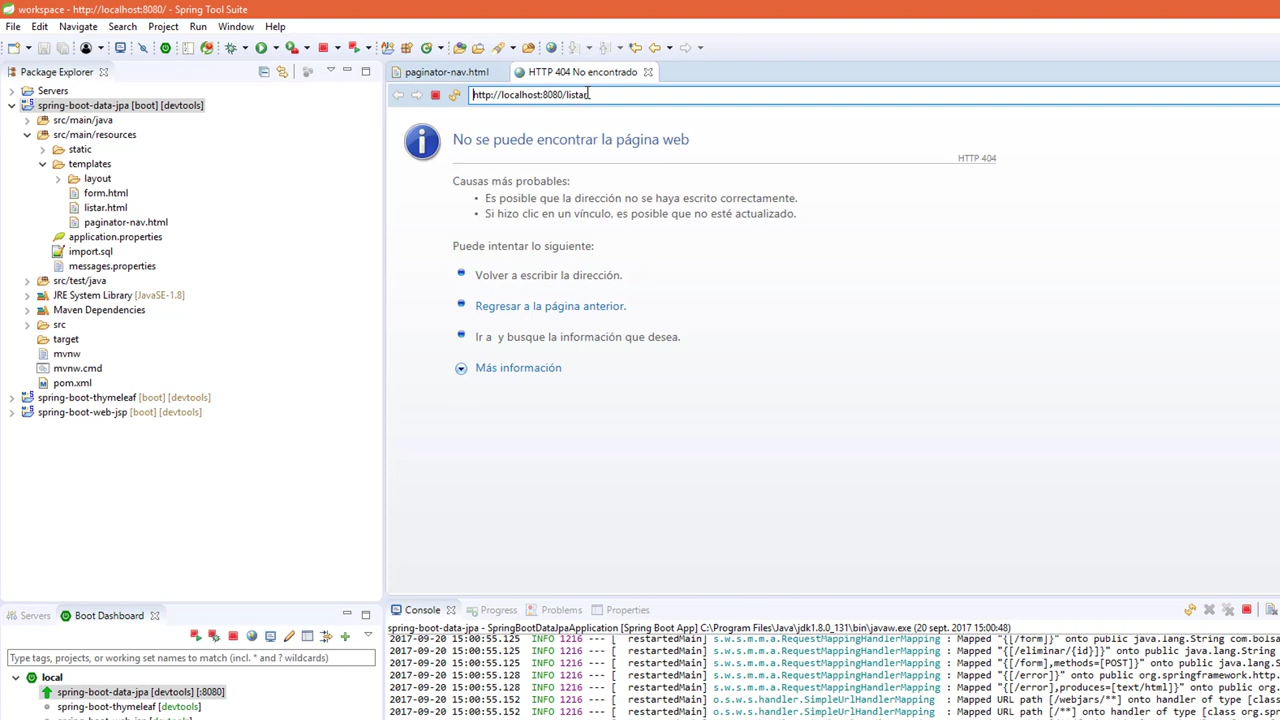 workspace - http://localhost:8080/ - Spring Tool Suite
File Edit Navigate Search Project Run Window Help
Package Explorer
paginator-nav.html
HTTP 404 No encontrado
http://localhost:8080/listar
Servers
spring-boot-data-jpa [boot] [devtools]
src/main/java
src/main/resources
static
templates
layout
form.html
listar.html
paginator-nav.html
application.properties
import.sql
messages.properties
src/test/java
JRE System Library [JavaSE-1.8]
Maven Dependencies
src
target
mvnw
mvnw.cmd
pom.xml
spring-boot-thymeleaf [boot] [devtools]
spring-boot-web-jsp [boot] [devtools]
No se puede encontrar la página web
HTTP 404
Causas más probables:
• Es posible que la dirección no se haya escrito correctamente.
• Si hizo clic en un vínculo, es posible que no esté actualizado.
Puede intentar lo siguiente:
Volver a escribir la dirección.
Regresar a la página anterior.
Ir a y busque la información que desea.
Más información
Servers Boot Dashboard
Type tags, projects, or working set names to match (incl. * and ? wildcards)
local
spring-boot-data-jpa [devtools] [:8080]
spring-boot-thymeleaf [devtools]
Console Progress Problems Properties
spring-boot-data-jpa - SpringBootDataJpaApplication [Spring Boot App] C:\Program Files\Java\jdk1.8.0_131\bin\javaw.exe (20 sept. 2017 15:00:48)
2017-09-20 15:00:55.125 INFO 1216 --- [ restartedMain] s.w.s.m.m.a.RequestMappingHandlerMapping : Mapped "{[/form]}" onto public java.lang.String com.bols
2017-09-20 15:00:55.125 INFO 1216 --- [ restartedMain] s.w.s.m.m.a.RequestMappingHandlerMapping : Mapped "{[/eliminar/{id}]}" onto public java.lang.String
2017-09-20 15:00:55.125 INFO 1216 --- [ restartedMain] s.w.s.m.m.a.RequestMappingHandlerMapping : Mapped "{[/form],methods=[POST]}" onto public java.lang.
2017-09-20 15:00:55.128 INFO 1216 --- [ restartedMain] s.w.s.m.m.a.RequestMappingHandlerMapping : Mapped "{[/error]}" onto public org.springframework.http.
2017-09-20 15:00:55.128 INFO 1216 --- [ restartedMain] s.w.s.m.m.a.RequestMappingHandlerMapping : Mapped "{[/error],produces=[text/html]}" onto public org.
2017-09-20 15:00:55.152 INFO 1216 --- [ restartedMain] o.s.w.s.handler.SimpleUrlHandlerMapping : Mapped URL path [/webjars/**] onto handler of type [class
2017-09-20 15:00:55.152 INFO 1216 --- [ restartedMain] o.s.w.s.handler.SimpleUrlHandlerMapping : Mapped URL path [/**] onto handler of type [class org.spr